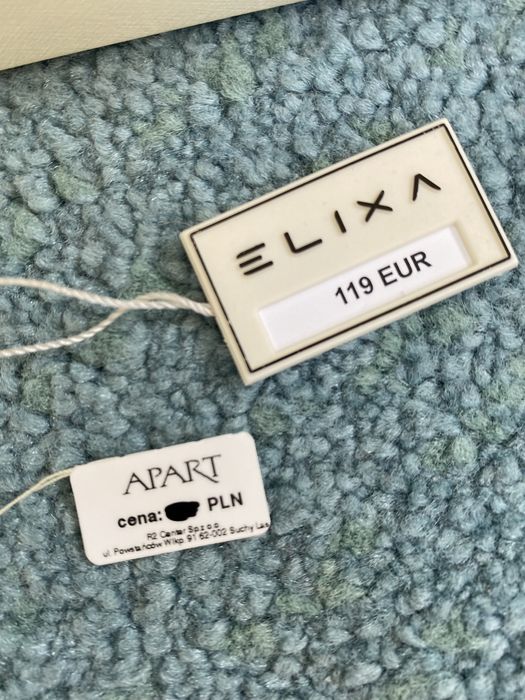 ELIXA
119 EUR
APART
cena: PLN
R2 Center Sp.z o.o.
ul. Powstańców Wlkp. 91 62-002 Suchy Las